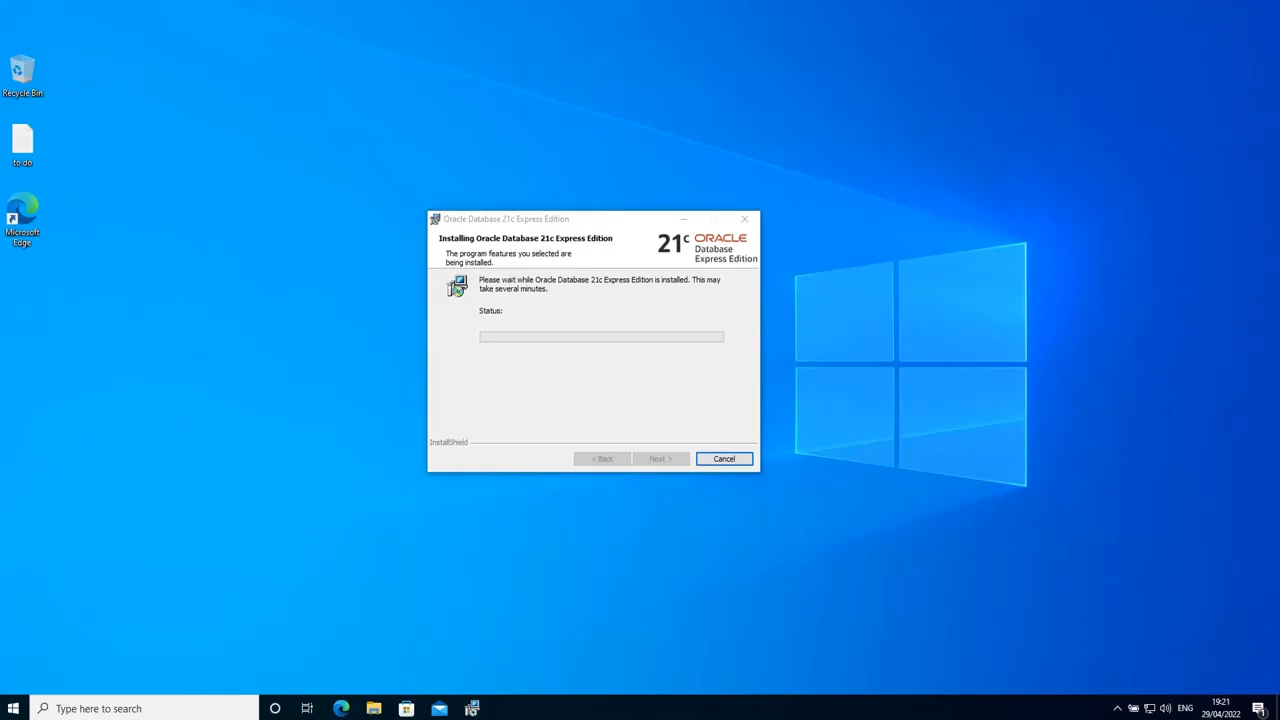 Recycle Bin
to do
Microsoft
Edge
Oracle Database 21c Express Edition
Installing Oracle Database 21c Express Edition
The program features you selected are
being installed.
21c ORACLE
Database
Express Edition
Please wait while Oracle Database 21c Express Edition is installed. This may
take several minutes.
Status:
InstallShield
< Back
Next >
Cancel
Type here to search
ENG
19:21
29/04/2022
1